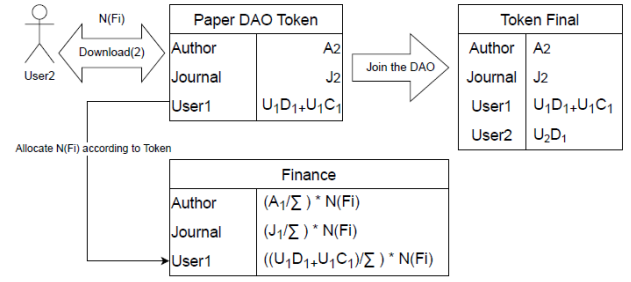 N(Fi)
Download(2)
User2
Paper DAO Token
Author A2
Journal J2
User1 U₁D₁₊U₁C₁
Join the DAO
Token Final
Author A2
Journal J2
User1 U₁D₁+U₁C₁
User2 U₂D₁
Allocate N(Fi) according to Token
Finance
Author (A₁/∑ ) * N(Fi)
Journal (J₁/∑ ) * N(Fi)
User1 ((U₁D₁₊U₁C₁)/∑ ) * N(Fi)